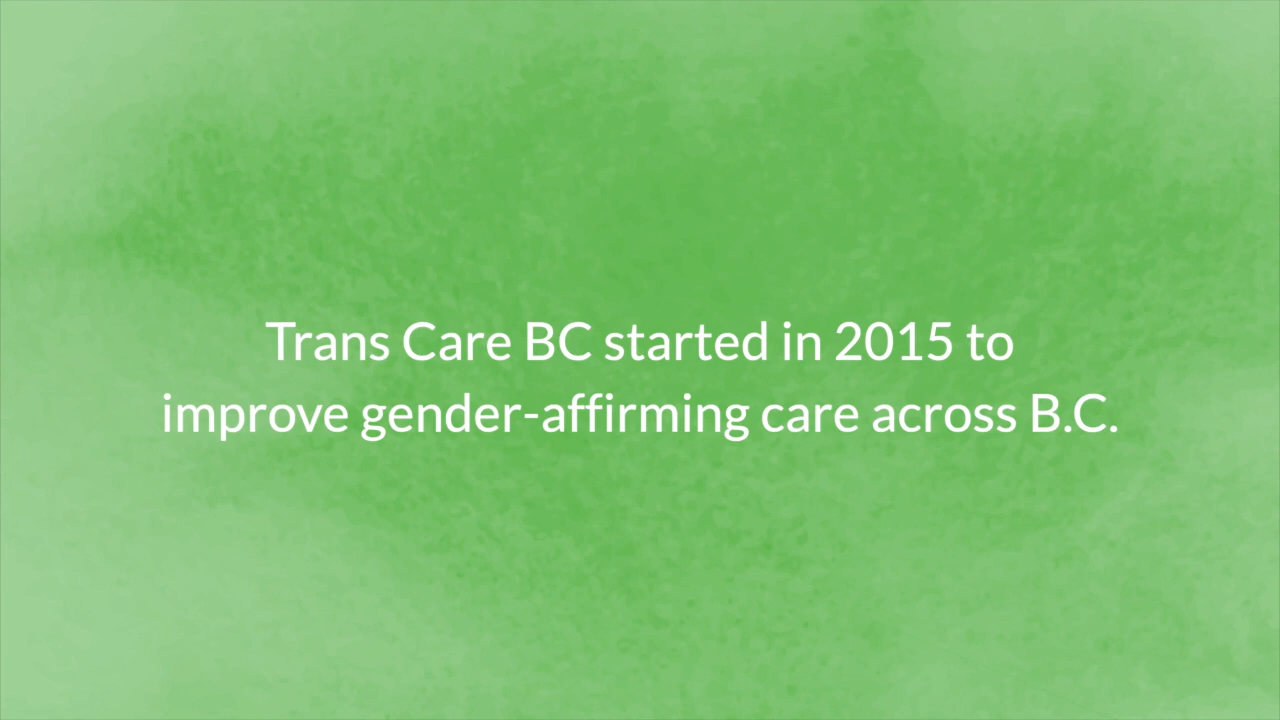 Trans Care BC started in 2015 to
improve gender-affirming care across B.C.